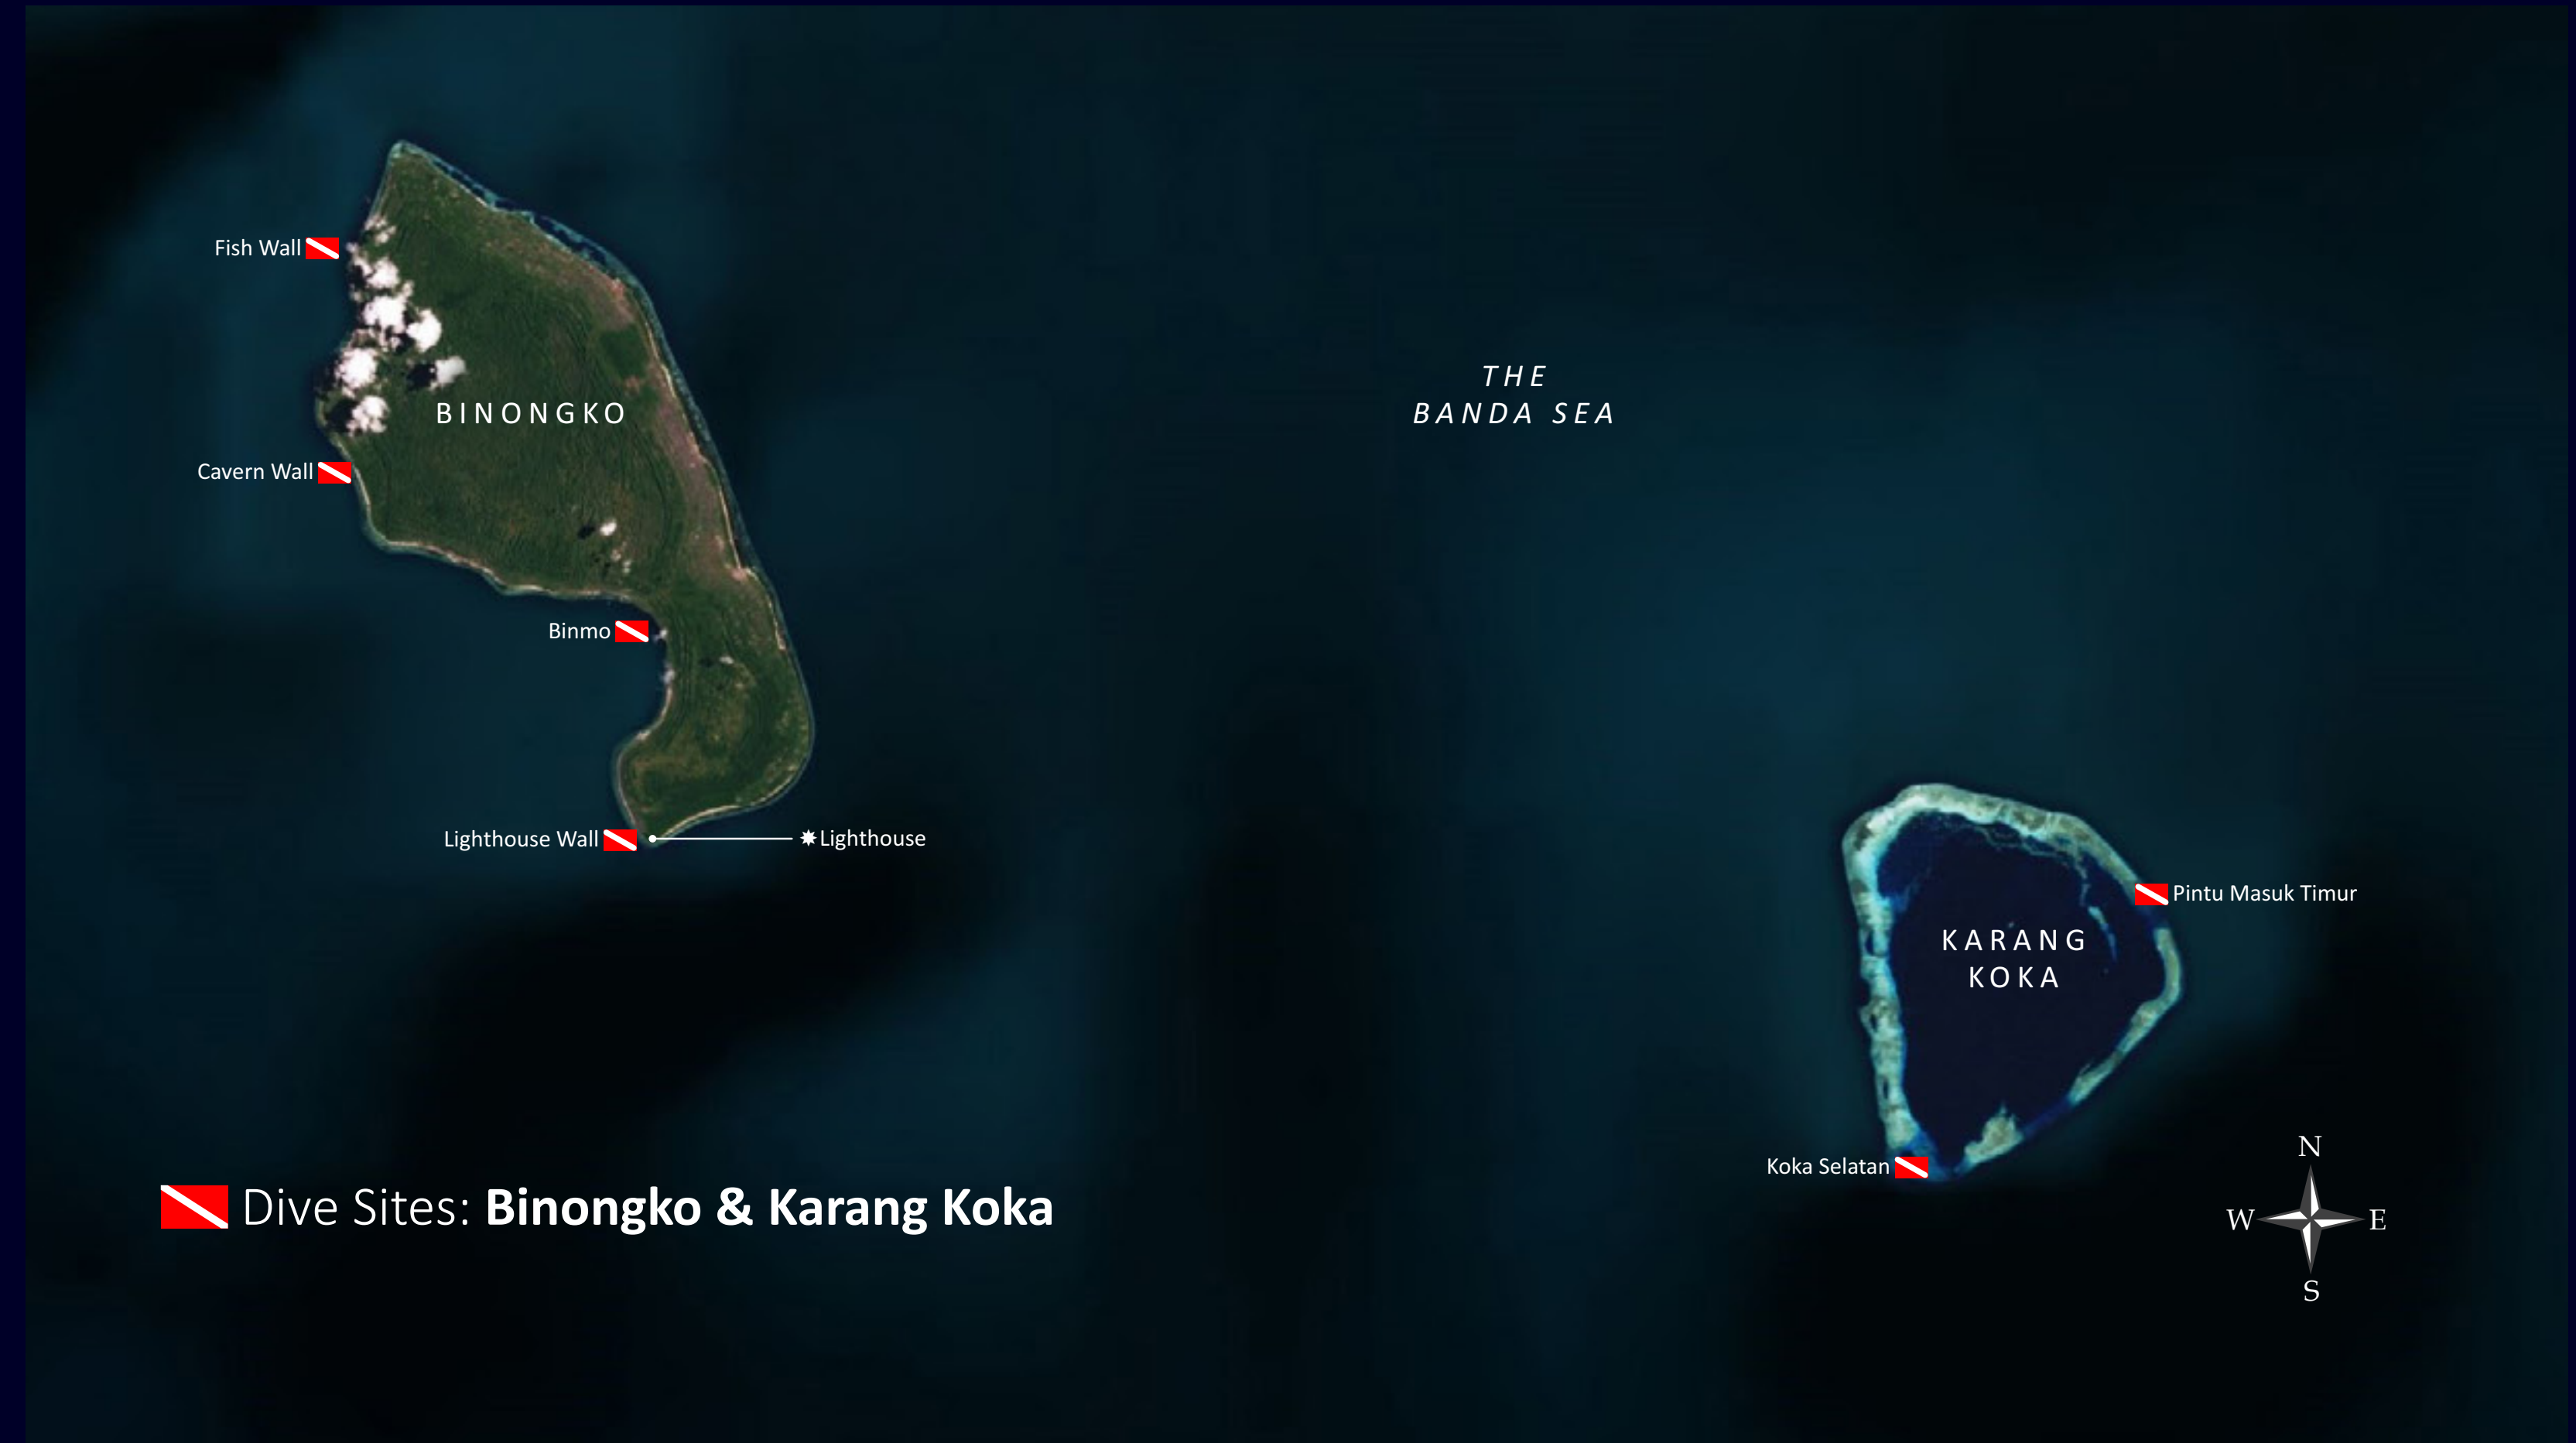 Fish Wall
BINONGKO
THE
BANDA SEA
Cavern Wall
Binmo
Lighthouse Wall
Lighthouse
Pintu Masuk Timur
KARANG
KOKA
Koka Selatan
N
W
E
S
Dive Sites: Binongko & Karang Koka